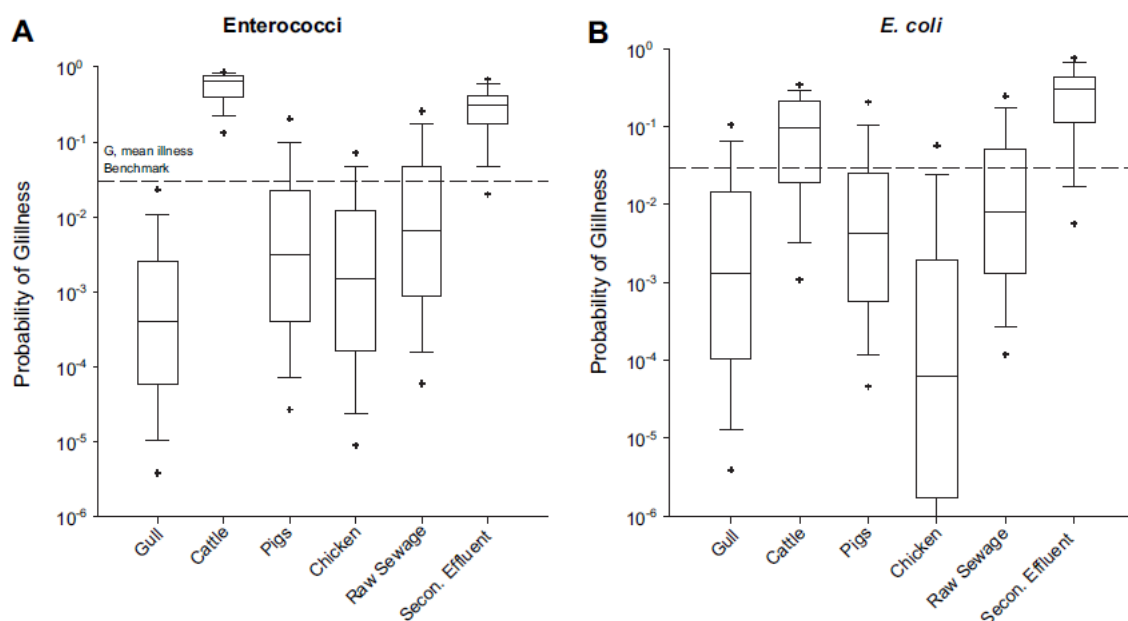 A
Enterococci
Probability of GIIllness
10^0
10^-1
10^-2
10^-3
10^-4
10^-5
10^-6
G, mean illness
Benchmark
Gull
Cattle
Pigs
Chicken
Raw Sewage
Secon. Effluent
B
E. coli
Probability of GIIllness
10^0
10^-1
10^-2
10^-3
10^-4
10^-5
10^-6
Gull
Cattle
Pigs
Chicken
Raw Sewage
Secon. Effluent